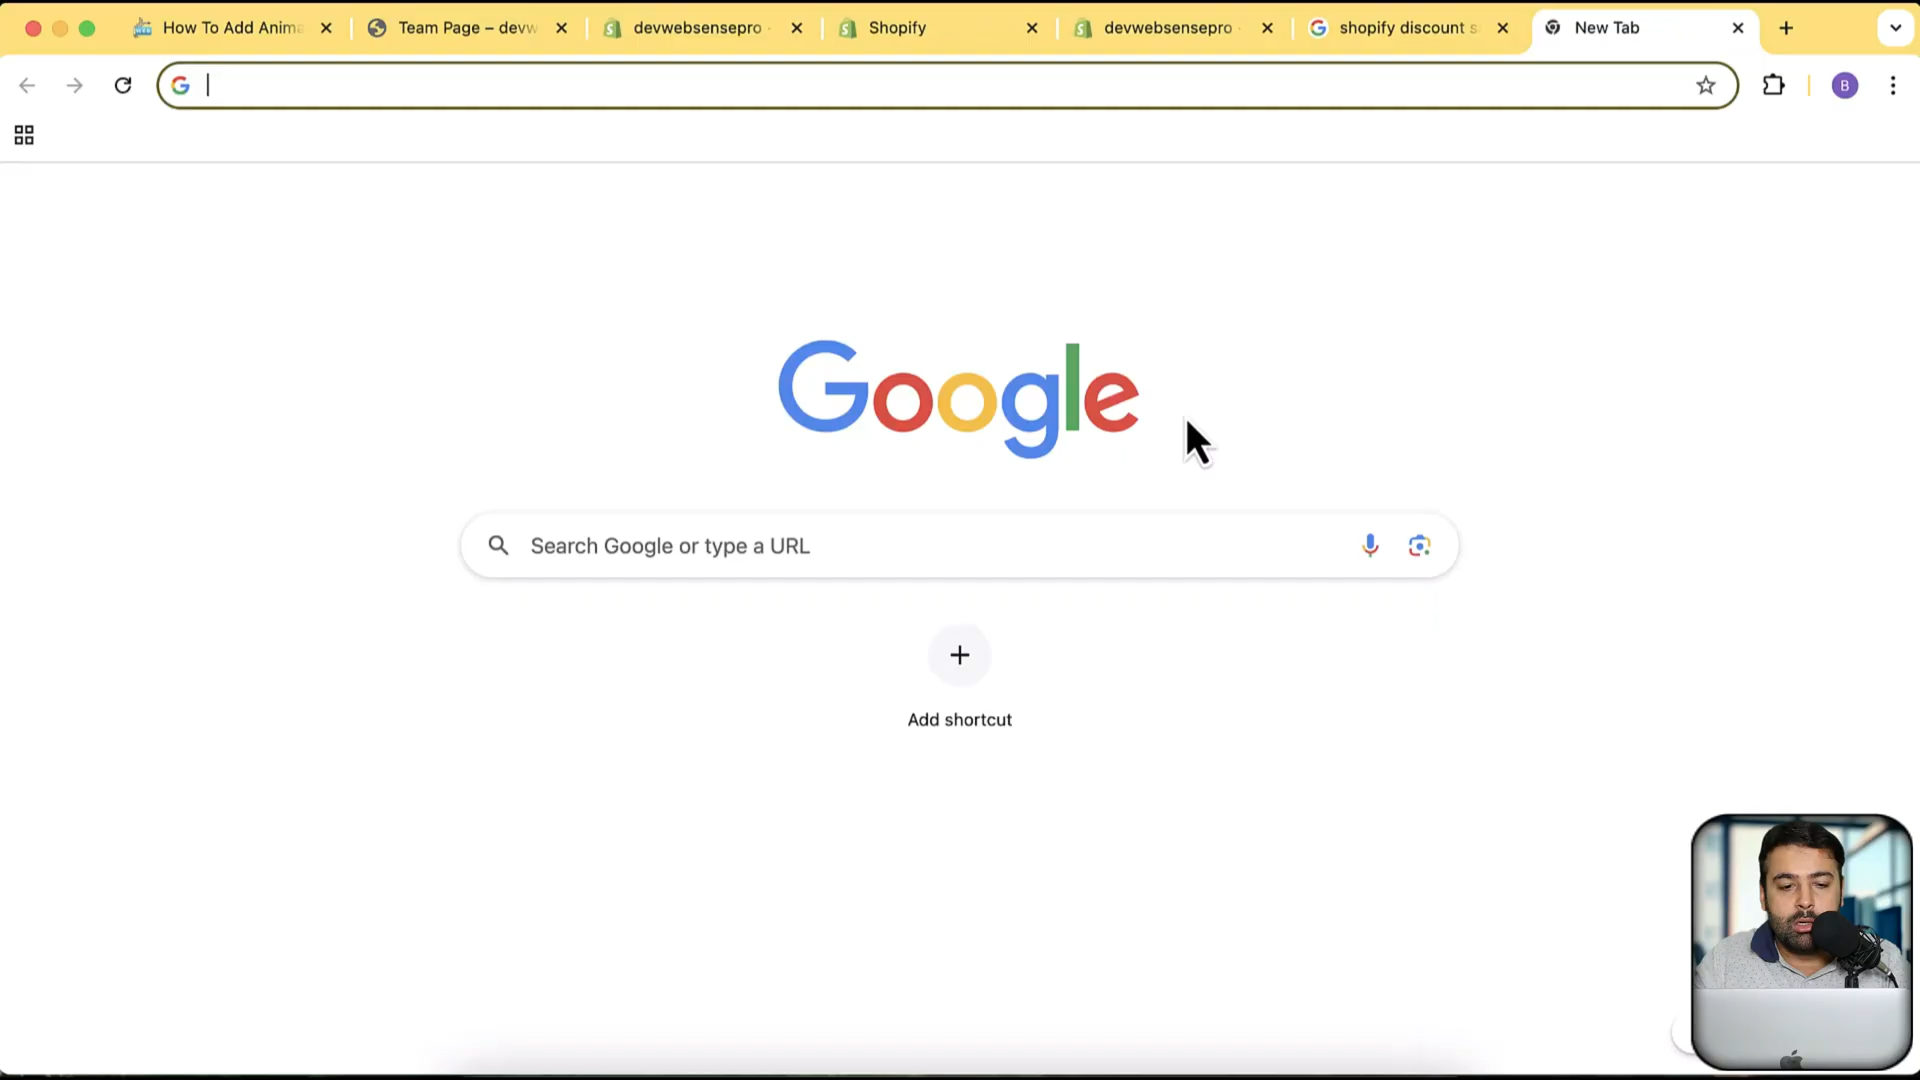 How To Add Anima
Team Page – devw
devwebsensepro
Shopify
devwebsensepro
shopify discount s
New Tab
B
Google
Search Google or type a URL
Add shortcut